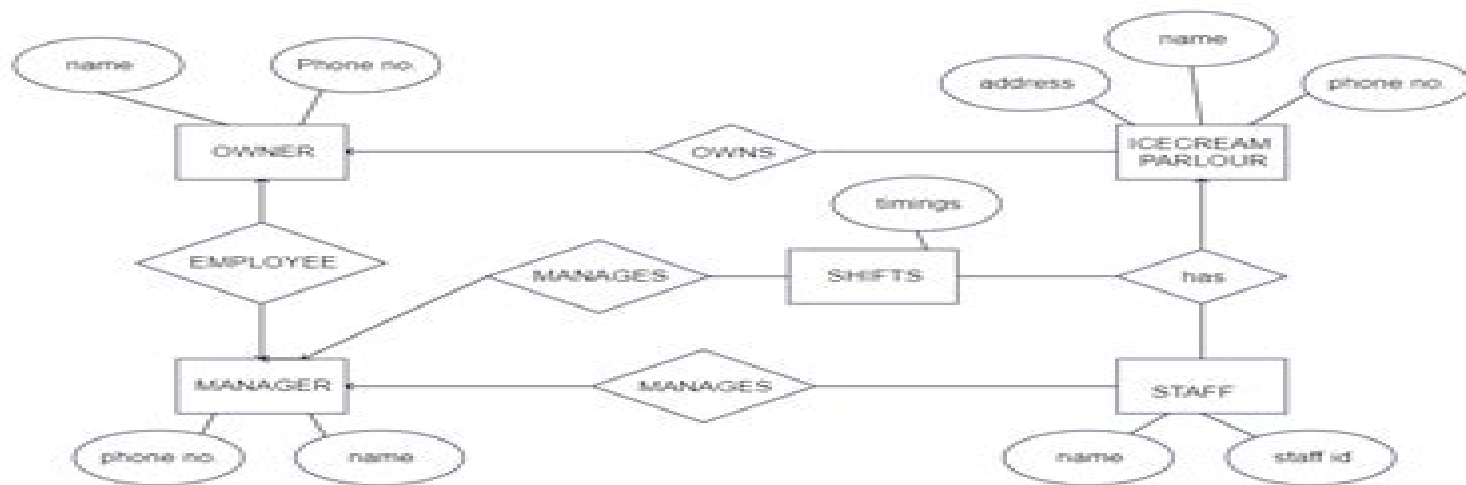 name
name
Phone no.
address
phone no.
OWNER
OWNS
ICECREAM
PARLOUR
timings
EMPLOYEE
MANAGES
SHIFTS
has
MANAGER
MANAGES
STAFF
phone no.
name
name
staff id